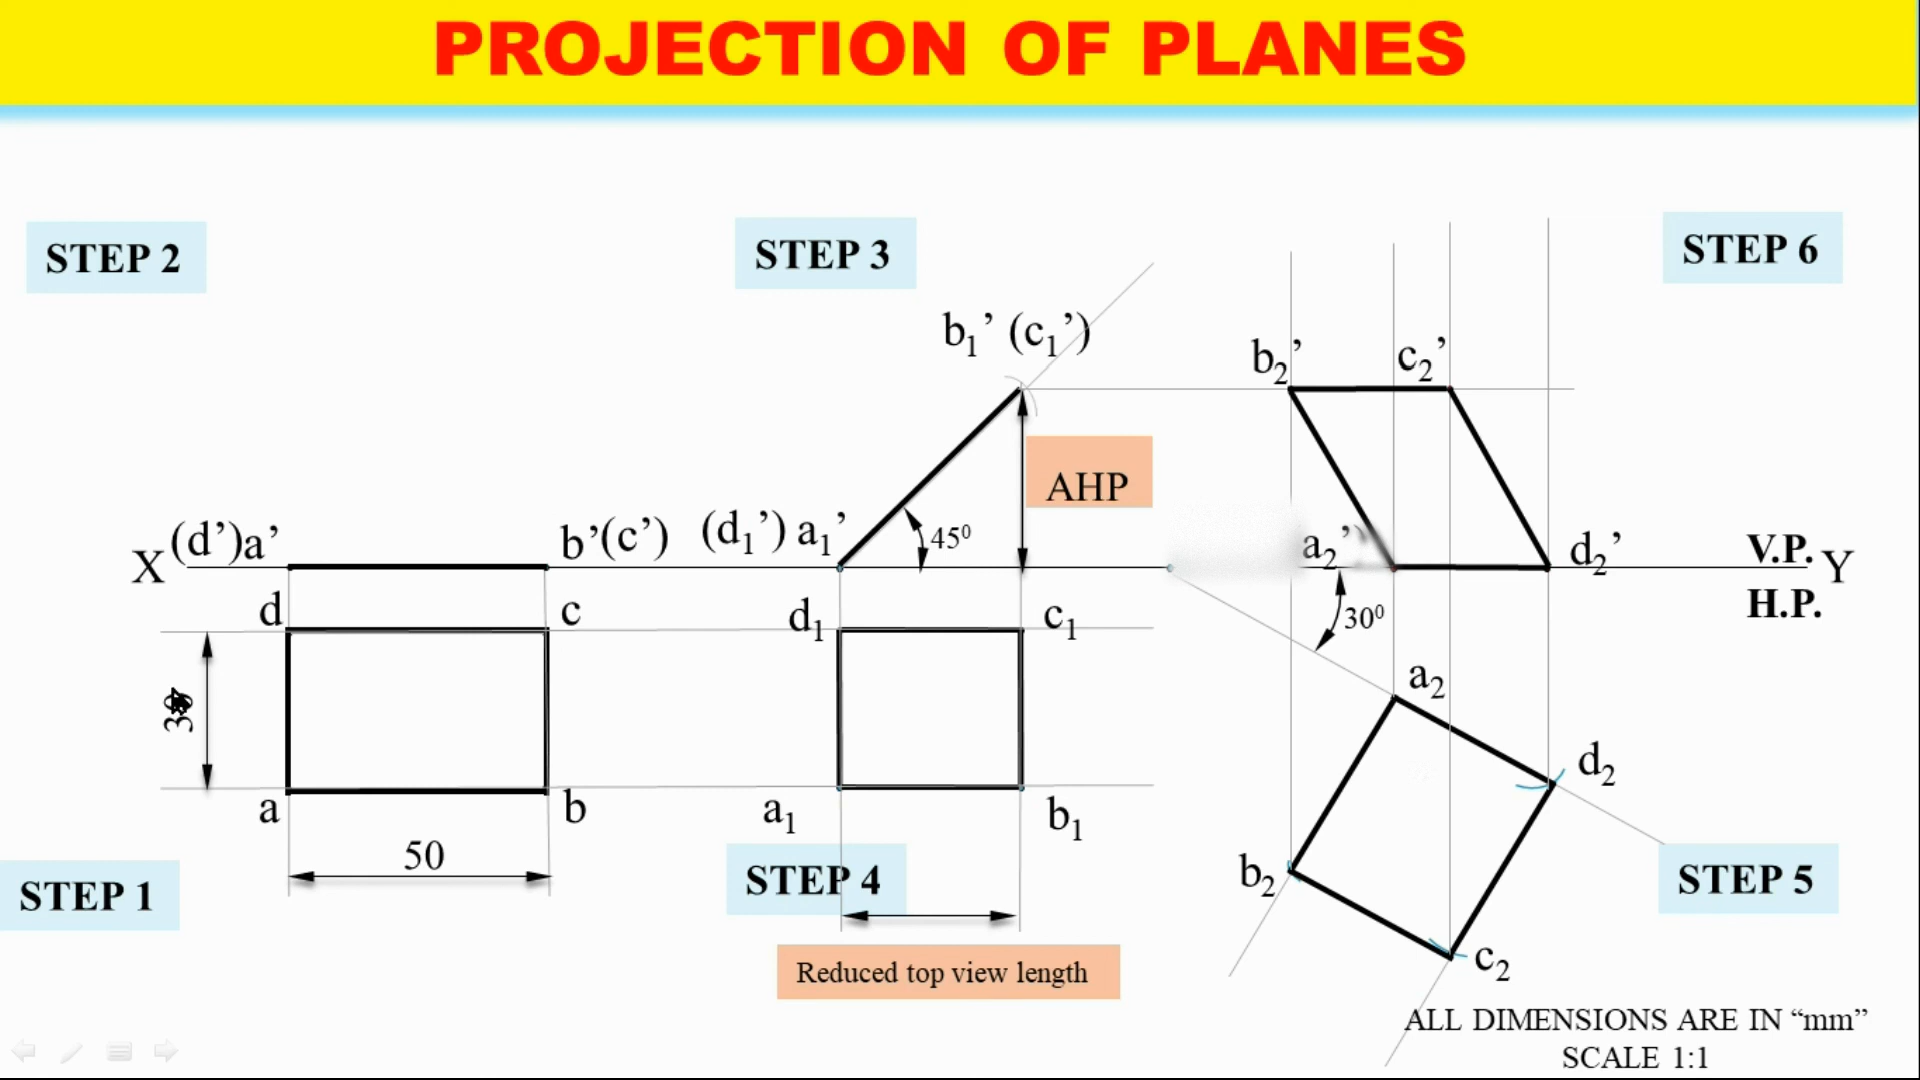 PROJECTION OF PLANES
STEP 2
STEP 3
STEP 6
b₁’ (c₁’)
b₂’
c₂’
AHP
X
(d’)a’
b’(c’)
(d₁’) a₁’
45⁰
a₂’
d₂’
V.P.
Y
H.P.
d
c
d₁
c₁
30⁰
a₂
a
b
a₁
b₁
d₂
50
STEP 1
STEP 4
b₂
STEP 5
c₂
Reduced top view length
ALL DIMENSIONS ARE IN “mm”
SCALE 1:1